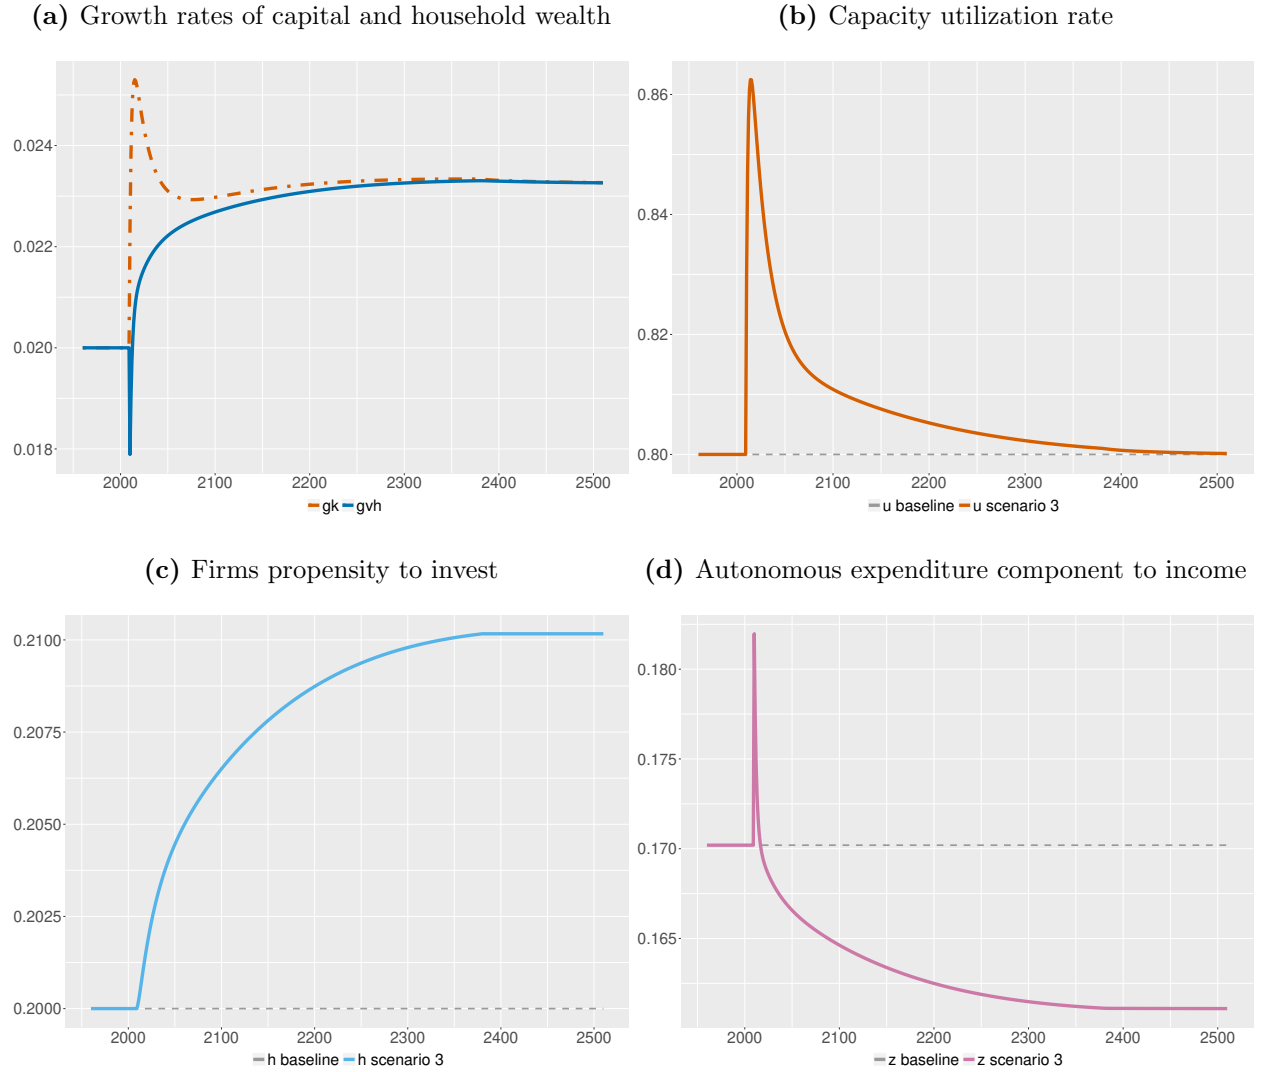 (a) Growth rates of capital and household wealth
0.024
0.022
0.020
0.018
2000 2100 2200 2300 2400 2500
gk gvh
(b) Capacity utilization rate
0.86
0.84
0.82
0.80
2000 2100 2200 2300 2400 2500
u baseline u scenario 3
(c) Firms propensity to invest
0.2100
0.2075
0.2050
0.2025
0.2000
2000 2100 2200 2300 2400 2500
h baseline h scenario 3
(d) Autonomous expenditure component to income
0.180
0.175
0.170
0.165
2000 2100 2200 2300 2400 2500
z baseline z scenario 3